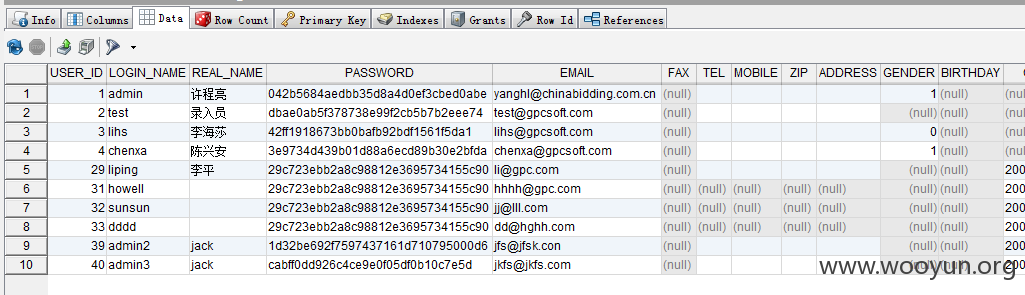 Info Columns Data Row Count Primary Key Indexes Grants Row Id References
USER_ID LOGIN_NAME REAL_NAME PASSWORD EMAIL FAX TEL MOBILE ZIP ADDRESS GENDER BIRTHDAY
1 1 admin 许程亮 042b5684aedbb35d8a4d0ef3cbed0abe yanghl@chinabidding.com.cn (null) 1 (null)
2 2 test 录入员 dbae0ab5f378738e99f2cb5b7b2eee74 test@gpcsoft.com (null) (null) (null)
3 3 lihs 李海莎 42ff1918673bb0bafb92bdf1561f5da1 lihs@gpcsoft.com (null) 0 (null)
4 4 chenxa 陈兴安 3e9734d439b01d88a6ecd89b30e2bfda chenxa@gpcsoft.com (null) 1 (null)
5 29 liping 李平 29c723ebb2a8c98812e3695734155c90 li@gpc.com (null) (null) (null) 200
6 31 howell 29c723ebb2a8c98812e3695734155c90 hhhh@gpc.com (null) (null) (null) (null) (null) (null) (null) 200
7 32 sunsun 29c723ebb2a8c98812e3695734155c90 jj@lll.com (null) (null) (null) (null) (null) (null) (null) 200
8 33 dddd 29c723ebb2a8c98812e3695734155c90 dd@hghh.com (null) (null) (null) (null) (null) (null) (null) 200
9 39 admin2 jack 1d32be692f7597437161d710795000d6 jfs@jfsk.con (null) (null) (null) 200
10 40 admin3 jack cabff0dd926c4ce9e0f05df0b10c7e5d jkfs@jkfs.com (null) (null) (null) 200
www.wooyun.org